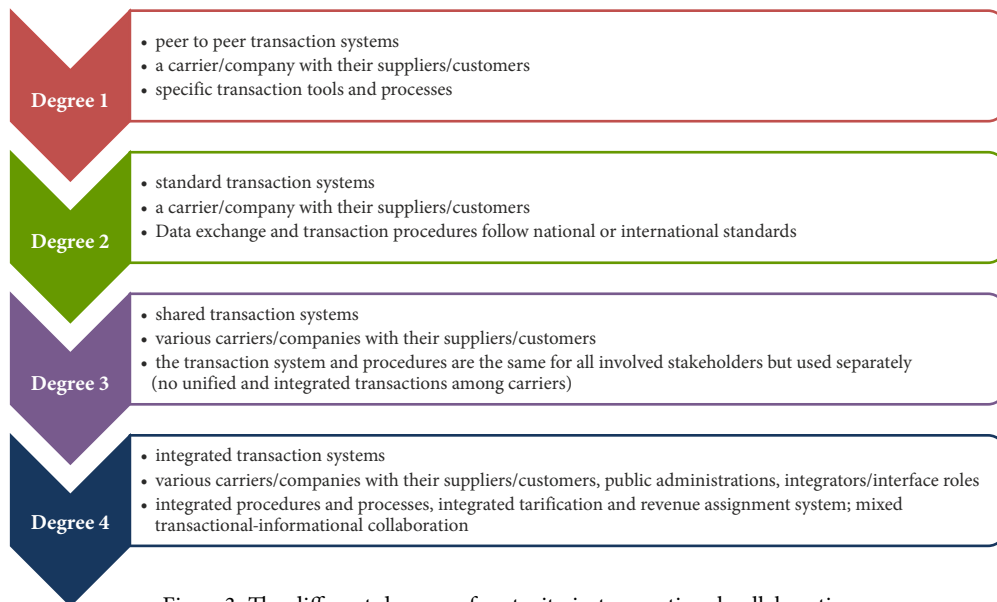 Degree 1
• peer to peer transaction systems
• a carrier/company with their suppliers/customers
• specific transaction tools and processes
Degree 2
• standard transaction systems
• a carrier/company with their suppliers/customers
• Data exchange and transaction procedures follow national or international standards
Degree 3
• shared transaction systems
• various carriers/companies with their suppliers/customers
• the transaction system and procedures are the same for all involved stakeholders but used separately
(no unified and integrated transactions among carriers)
Degree 4
• integrated transaction systems
• various carriers/companies with their suppliers/customers, public administrations, integrators/interface roles
• integrated procedures and processes, integrated tarification and revenue assignment system; mixed
transactional-informational collaboration